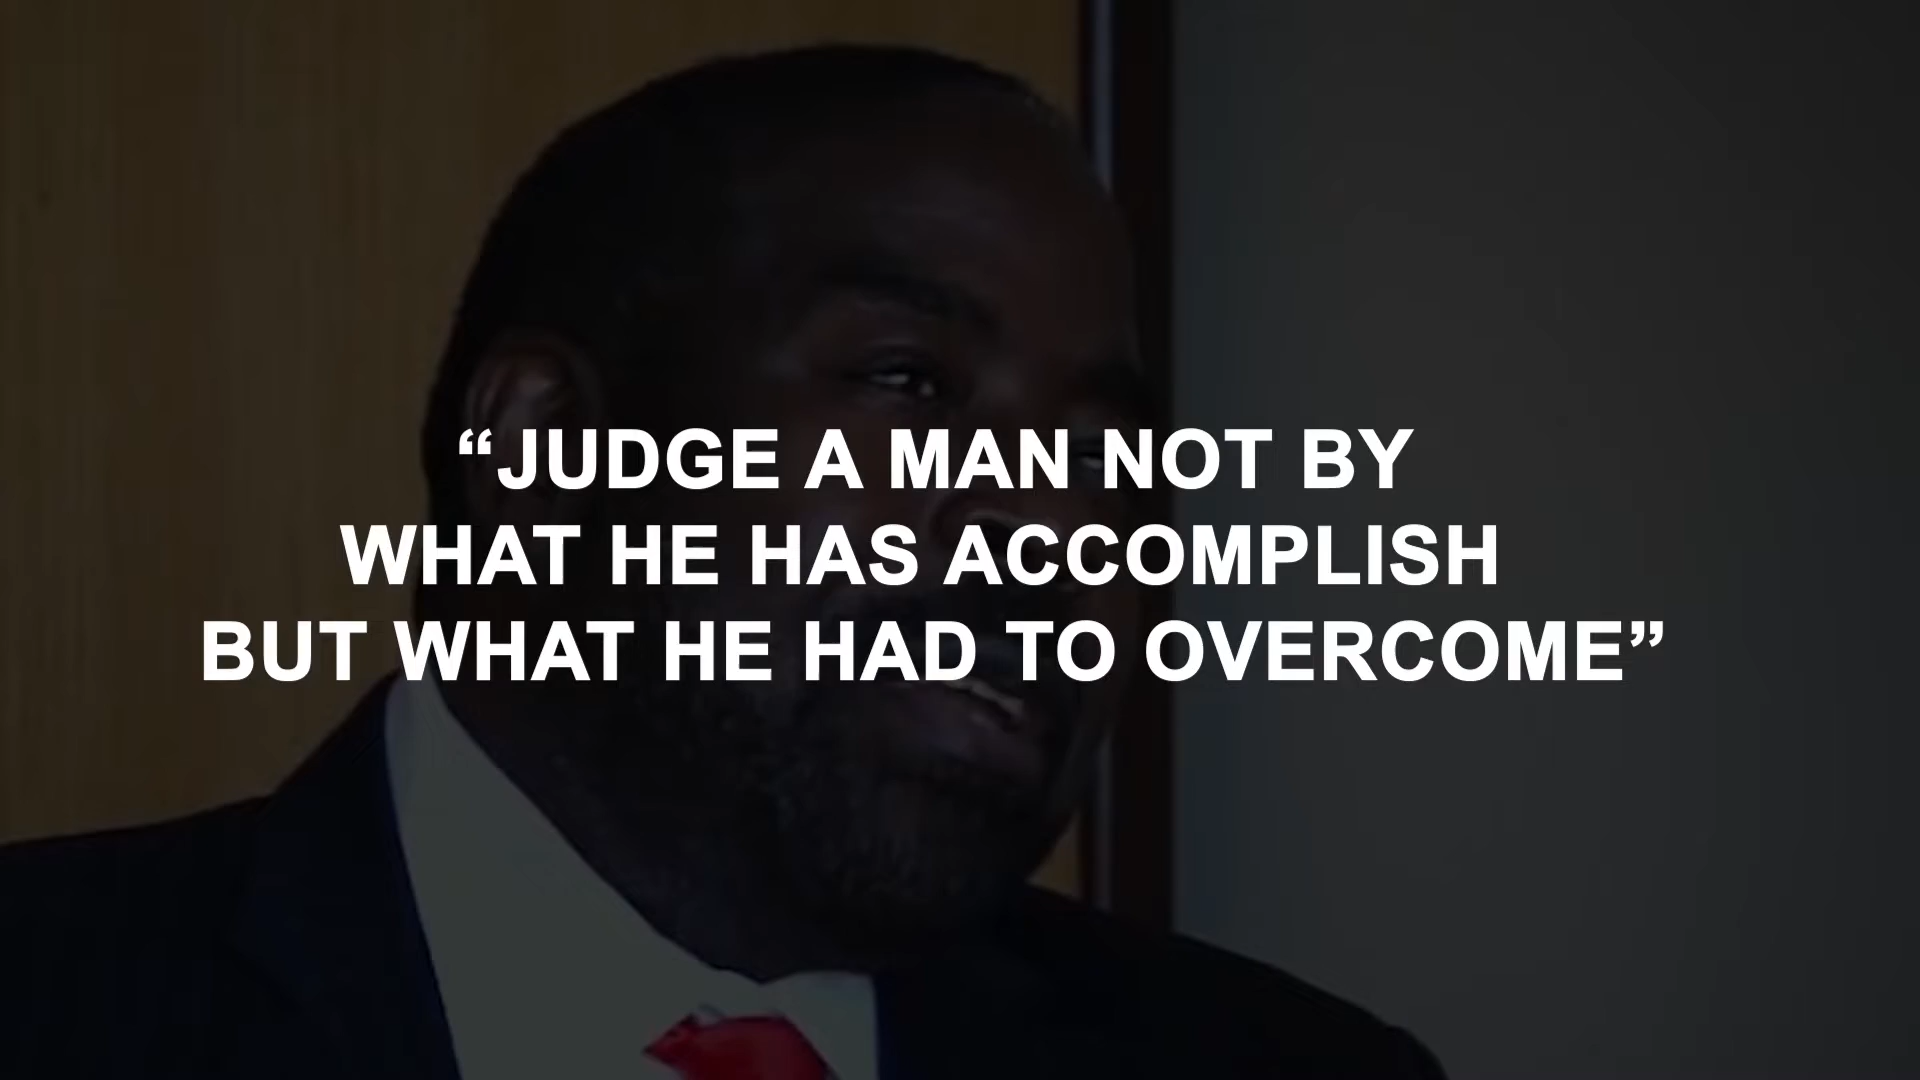 “JUDGE A MAN NOT BY
WHAT HE HAS ACCOMPLISH
BUT WHAT HE HAD TO OVERCOME”